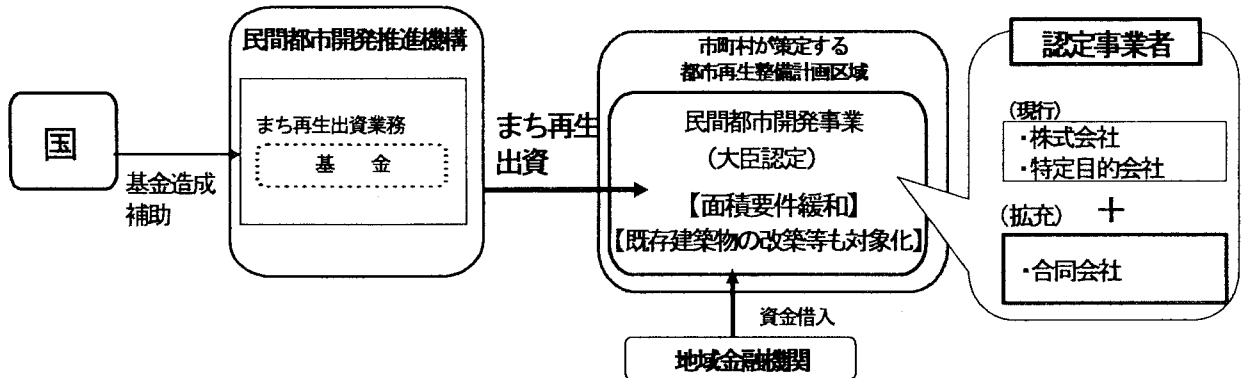 国
基金造成
補助
民間都市開発推進機構
まち再生出資業務
基　金
まち再生
出資
市町村が策定する
都市再生整備計画区域
民間都市開発事業
（大臣認定）
【面積要件緩和】
【既存建築物の改築等も対象化】
資金借入
地域金融機関
認定事業者
（現行）
・株式会社
・特定目的会社
（拡充）　＋
・合同会社